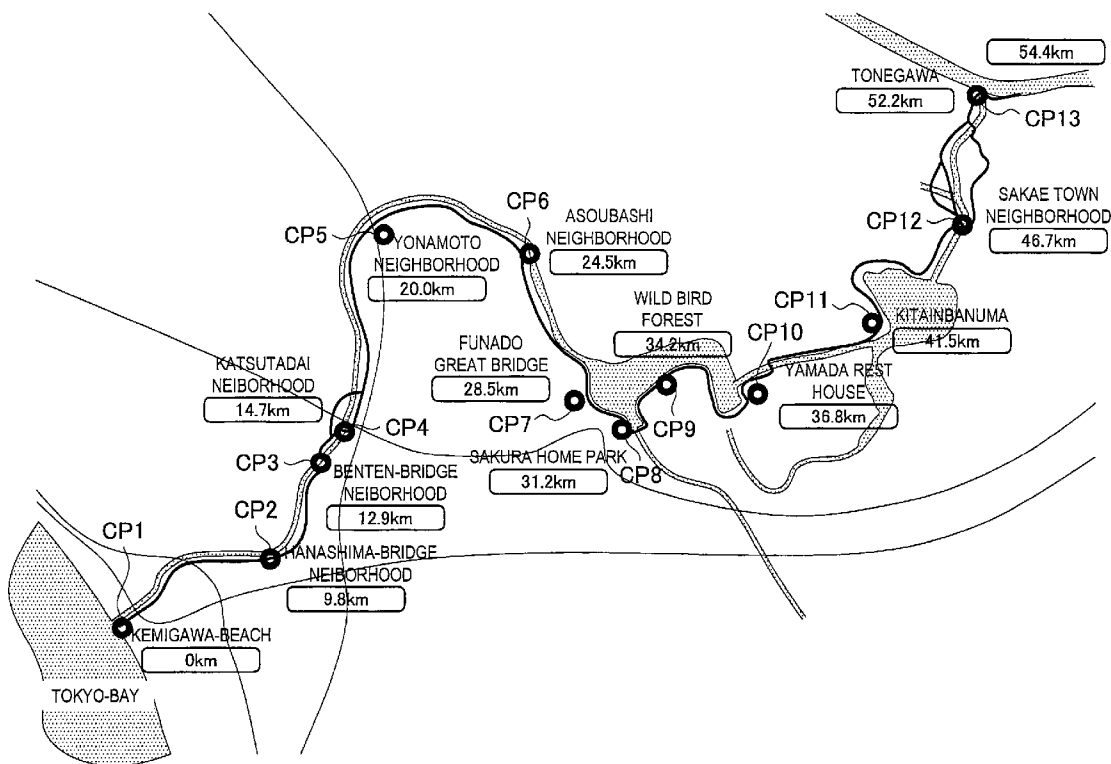 54.4km
TONEGAWA
52.2km
CP13
CP6
ASOUBASHI
NEIGHBORHOOD
24.5km
CP12
SAKAE TOWN
NEIGHBORHOOD
46.7km
CP5
YONAMOTO
NEIGHBORHOOD
20.0km
WILD BIRD
FOREST
34.2km
CP11
KITAINBANUMA
41.5km
CP10
FUNADO
GREAT BRIDGE
28.5km
KATSUTADAI
NEIBORHOOD
14.7km
YAMADA REST
HOUSE
36.8km
CP7
CP9
CP4
CP3
SAKURA HOME PARK
31.2km
CP8
BENTEN-BRIDGE
NEIBORHOOD
12.9km
CP1
CP2
HANASHIMA-BRIDGE
NEIBORHOOD
9.8km
KEMIGAWA-BEACH
0km
TOKYO-BAY